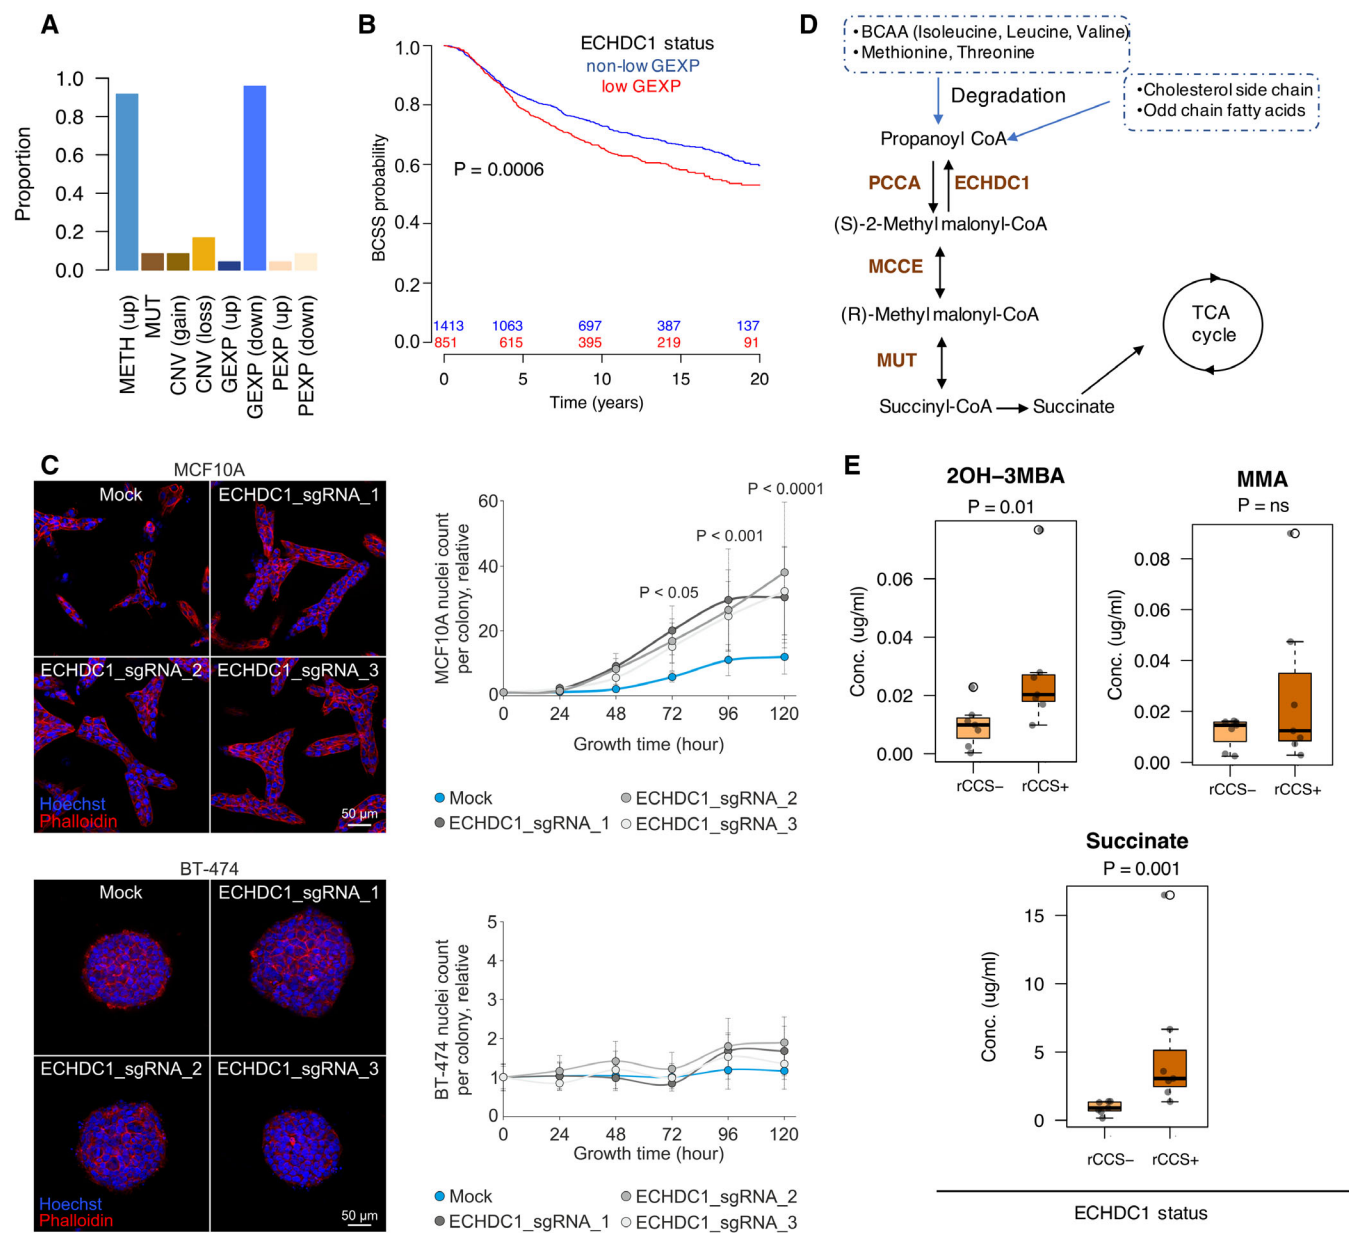 A
Proportion
1.0
0.8
0.6
0.4
0.2
0.0
METH (up)
MUT
CNV (gain)
CNV (loss)
GEXP (up)
GEXP (down)
PEXP (up)
PEXP (down)
B
BCSS probability
1.0
0.8
0.6
0.4
0.2
0.0
ECHDC1 status
non-low GEXP
low GEXP
P = 0.0006
1413 1063 697 387 137
851 615 395 219 91
0 5 10 15 20
Time (years)
D
•BCAA (Isoleucine, Leucine, Valine)
•Methionine, Threonine
Degradation
•Cholesterol side chain
•Odd chain fatty acids
Propanoyl CoA
PCCA ECHDC1
(S)-2-Methyl malonyl-CoA
MCCE
(R)-Methyl malonyl-CoA
MUT
Succinyl-CoA Succinate
TCA
cycle
C
MCF10A
Mock
ECHDC1_sgRNA_1
ECHDC1_sgRNA_2
ECHDC1_sgRNA_3
Hoechst
Phalloidin
50 µm
MCF10A nuclei count
per colony, relative
60
40
20
0
P < 0.05
P < 0.001
P < 0.0001
0 24 48 72 96 120
Growth time (hour)
Mock
ECHDC1_sgRNA_1
ECHDC1_sgRNA_2
ECHDC1_sgRNA_3
BT-474
Mock
ECHDC1_sgRNA_1
ECHDC1_sgRNA_2
ECHDC1_sgRNA_3
Hoechst
Phalloidin
50 µm
BT-474 nuclei count
per colony, relative
5
4
3
2
1
0
0 24 48 72 96 120
Growth time (hour)
Mock
ECHDC1_sgRNA_1
ECHDC1_sgRNA_2
ECHDC1_sgRNA_3
E
2OH–3MBA
P = 0.01
Conc. (ug/ml)
0.06
0.04
0.02
0.00
rCCS– rCCS+
MMA
P = ns
Conc. (ug/ml)
0.08
0.06
0.04
0.02
0.00
rCCS– rCCS+
Succinate
P = 0.001
Conc. (ug/ml)
15
10
5
0
rCCS– rCCS+
ECHDC1 status